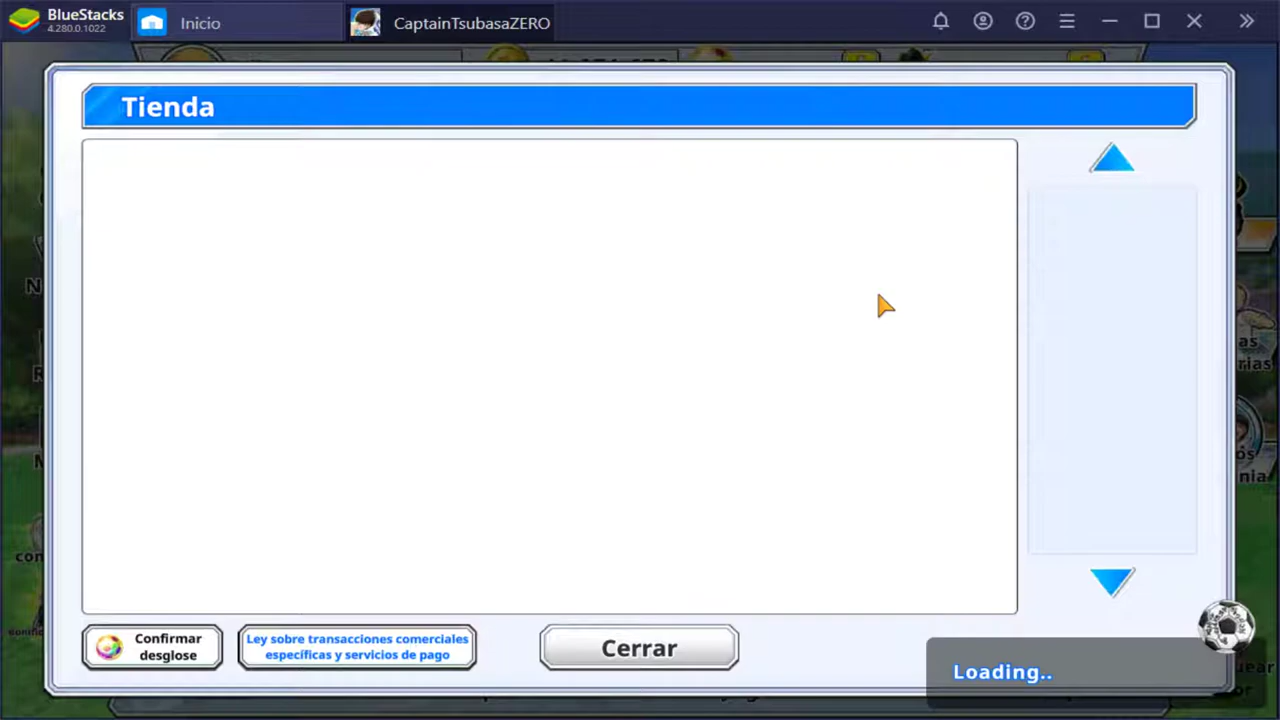 BlueStacks
4.280.0.1022
Inicio
CaptainTsubasaZERO
Tienda
Confirmar
desglose
Ley sobre transacciones comerciales
específicas y servicios de pago
Cerrar
Loading..